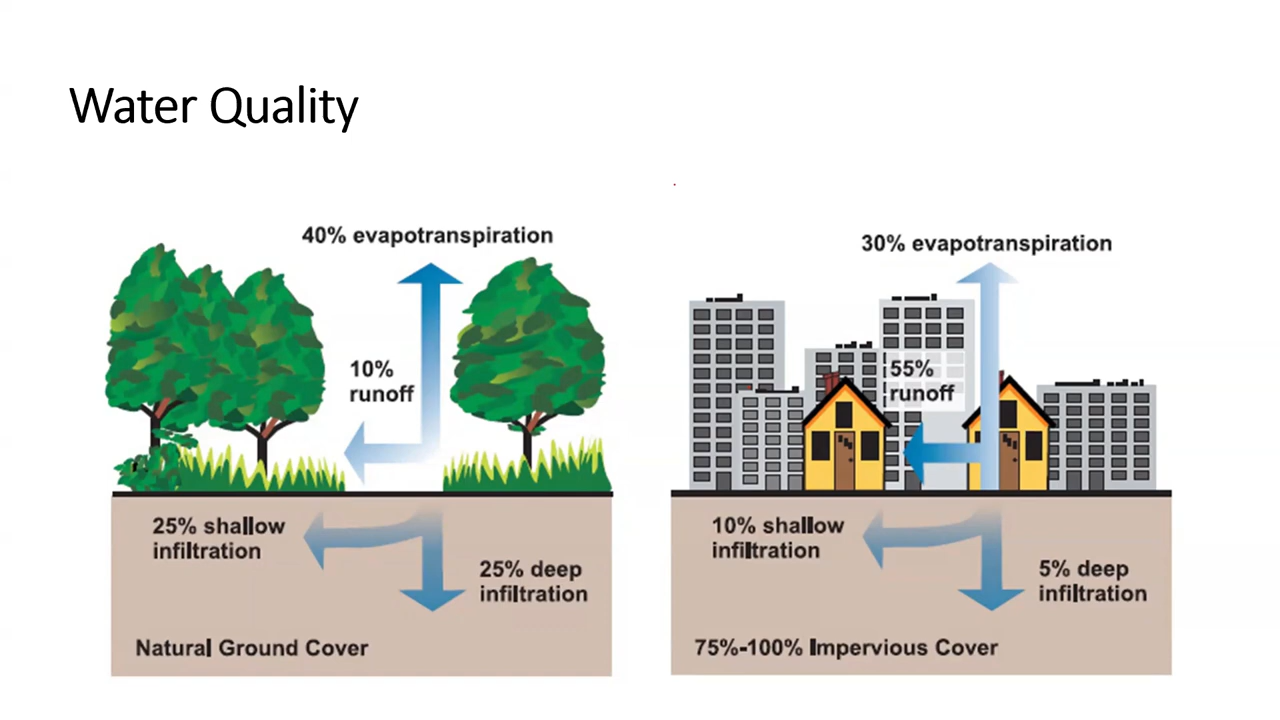 Water Quality
40% evapotranspiration
10%
runoff
25% shallow
infiltration
25% deep
infiltration
Natural Ground Cover
30% evapotranspiration
55%
runoff
10% shallow
infiltration
5% deep
infiltration
75%-100% Impervious Cover